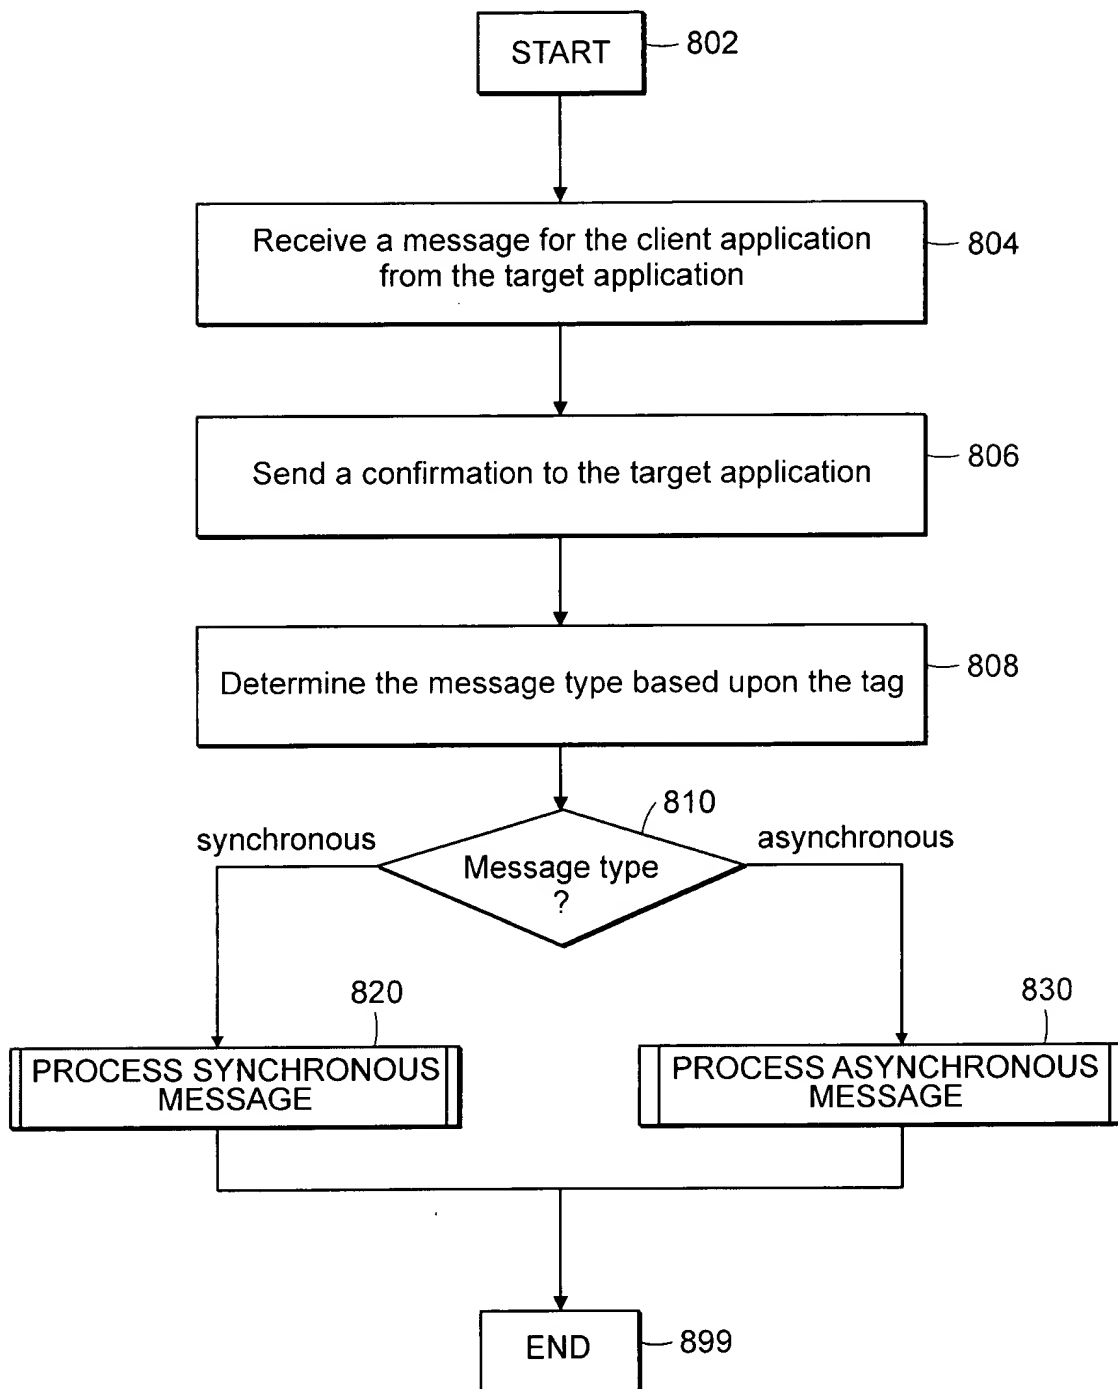 START
802
Receive a message for the client application
from the target application
804
Send a confirmation to the target application
806
Determine the message type based upon the tag
808
810
synchronous
Message type
?
asynchronous
820
PROCESS SYNCHRONOUS
MESSAGE
830
PROCESS ASYNCHRONOUS
MESSAGE
END
899